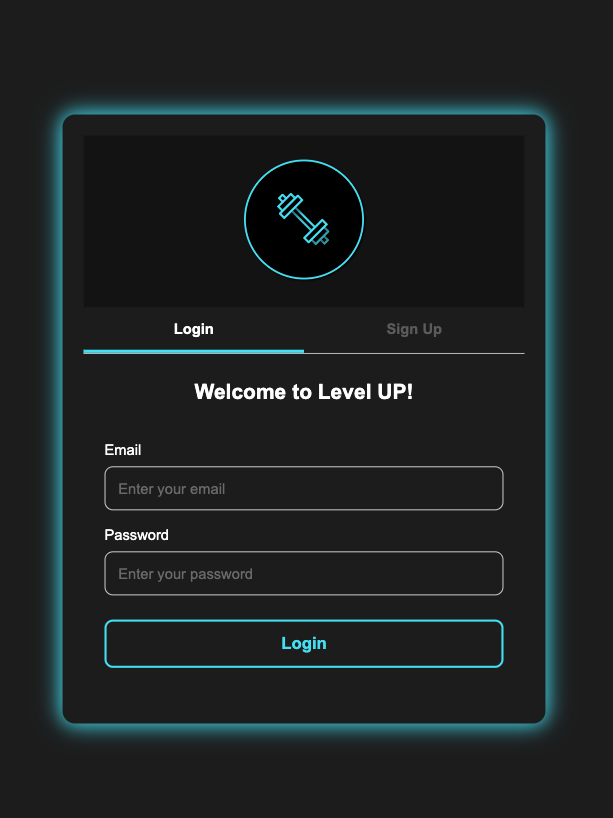 Login
Sign Up
Welcome to Level UP!
Email
Enter your email
Password
Enter your password
Login